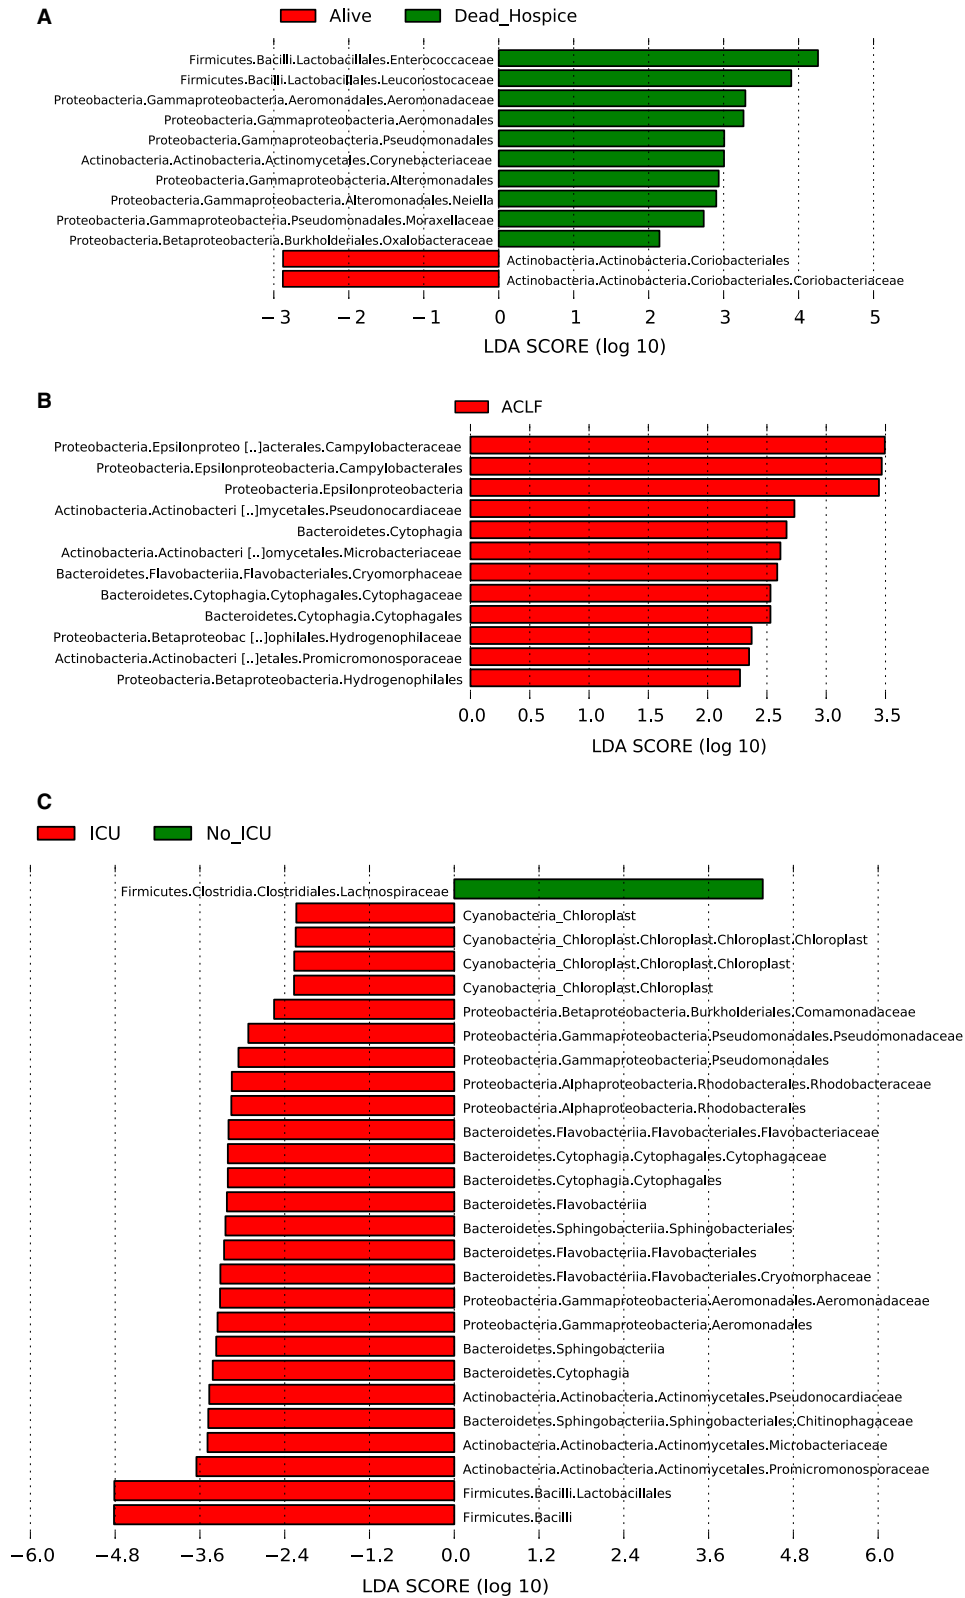 A
Alive Dead_Hospice
Firmicutes.Bacilli.Lactobacillales.Enterococcaceae
Firmicutes.Bacilli.Lactobacillales.Leuconostocaceae
Proteobacteria.Gammaproteobacteria.Aeromonadales.Aeromonadaceae
Proteobacteria.Gammaproteobacteria.Aeromonadales
Proteobacteria.Gammaproteobacteria.Pseudomonadales
Actinobacteria.Actinobacteria.Actinomycetales.Corynebacteriaceae
Proteobacteria.Gammaproteobacteria.Alteromonadales
Proteobacteria.Gammaproteobacteria.Alteromonadales.Neiella
Proteobacteria.Gammaproteobacteria.Pseudomonadales.Moraxellaceae
Proteobacteria.Betaproteobacteria.Burkholderiales.Oxalobacteraceae
Actinobacteria.Actinobacteria.Coriobacteriales
Actinobacteria.Actinobacteria.Coriobacteriales.Coriobacteriaceae
−3 −2 −1 0 1 2 3 4 5
LDA SCORE (log 10)
B
ACLF
Proteobacteria.Epsilonproteo [..]acterales.Campylobacteraceae
Proteobacteria.Epsilonproteobacteria.Campylobacterales
Proteobacteria.Epsilonproteobacteria
Actinobacteria.Actinobacteri [..]mycetales.Pseudonocardiaceae
Bacteroidetes.Cytophagia
Actinobacteria.Actinobacteri [..]omycetales.Microbacteriaceae
Bacteroidetes.Flavobacteriia.Flavobacteriales.Cryomorphaceae
Bacteroidetes.Cytophagia.Cytophagales.Cytophagaceae
Bacteroidetes.Cytophagia.Cytophagales
Proteobacteria.Betaproteobac [..]ophilales.Hydrogenophilaceae
Actinobacteria.Actinobacteri [..]etales.Promicromonosporaceae
Proteobacteria.Betaproteobacteria.Hydrogenophilales
0.0 0.5 1.0 1.5 2.0 2.5 3.0 3.5
LDA SCORE (log 10)
C
ICU No_ICU
Firmicutes.Clostridia.Clostridiales.Lachnospiraceae
Cyanobacteria_Chloroplast
Cyanobacteria_Chloroplast.Chloroplast.Chloroplast.Chloroplast
Cyanobacteria_Chloroplast.Chloroplast.Chloroplast
Cyanobacteria_Chloroplast.Chloroplast
Proteobacteria.Betaproteobacteria.Burkholderiales.Comamonadaceae
Proteobacteria.Gammaproteobacteria.Pseudomonadales.Pseudomonadaceae
Proteobacteria.Gammaproteobacteria.Pseudomonadales
Proteobacteria.Alphaproteobacteria.Rhodobacterales.Rhodobacteraceae
Proteobacteria.Alphaproteobacteria.Rhodobacterales
Bacteroidetes.Flavobacteriia.Flavobacteriales.Flavobacteriaceae
Bacteroidetes.Cytophagia.Cytophagales.Cytophagaceae
Bacteroidetes.Cytophagia.Cytophagales
Bacteroidetes.Flavobacteriia
Bacteroidetes.Sphingobacteriia.Sphingobacteriales
Bacteroidetes.Flavobacteriia.Flavobacteriales
Bacteroidetes.Flavobacteriia.Flavobacteriales.Cryomorphaceae
Proteobacteria.Gammaproteobacteria.Aeromonadales.Aeromonadaceae
Proteobacteria.Gammaproteobacteria.Aeromonadales
Bacteroidetes.Sphingobacteriia
Bacteroidetes.Cytophagia
Actinobacteria.Actinobacteria.Actinomycetales.Pseudonocardiaceae
Bacteroidetes.Sphingobacteriia.Sphingobacteriales.Chitinophagaceae
Actinobacteria.Actinobacteria.Actinomycetales.Microbacteriaceae
Actinobacteria.Actinobacteria.Actinomycetales.Promicromonosporaceae
Firmicutes.Bacilli.Lactobacillales
Firmicutes.Bacilli
−6.0 −4.8 −3.6 −2.4 −1.2 0.0 1.2 2.4 3.6 4.8 6.0
LDA SCORE (log 10)